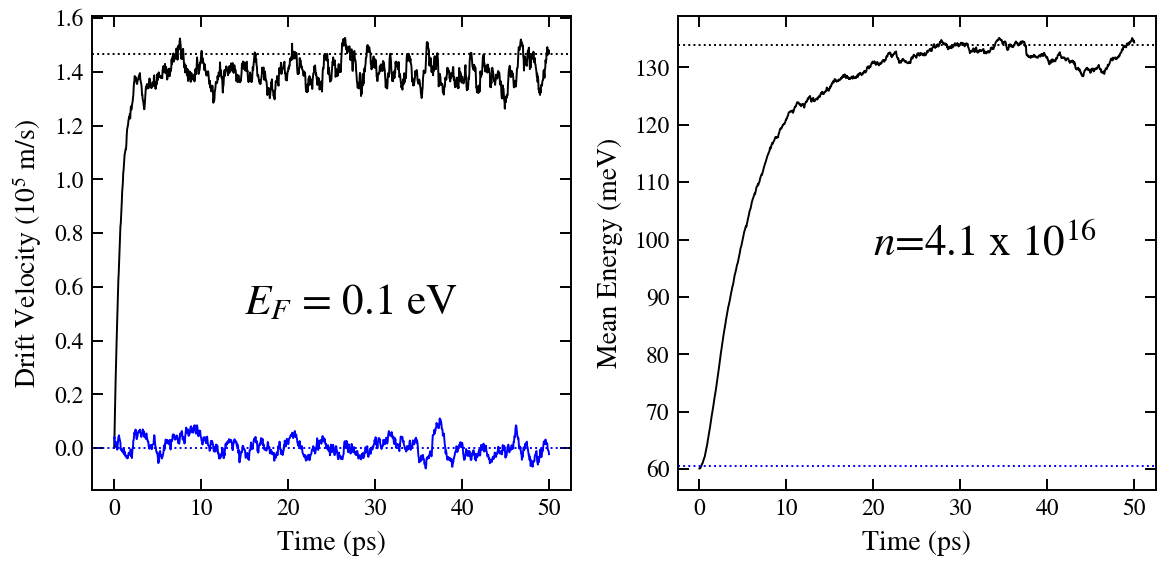 1.6
1.4
1.2
1.0
0.8
0.6
0.4
0.2
0.0
Drift Velocity (10⁵ m/s)
E_F = 0.1 eV
0 10 20 30 40 50
Time (ps)
130
120
110
100
90
80
70
60
Mean Energy (meV)
n=4.1 x 10¹⁶
0 10 20 30 40 50
Time (ps)